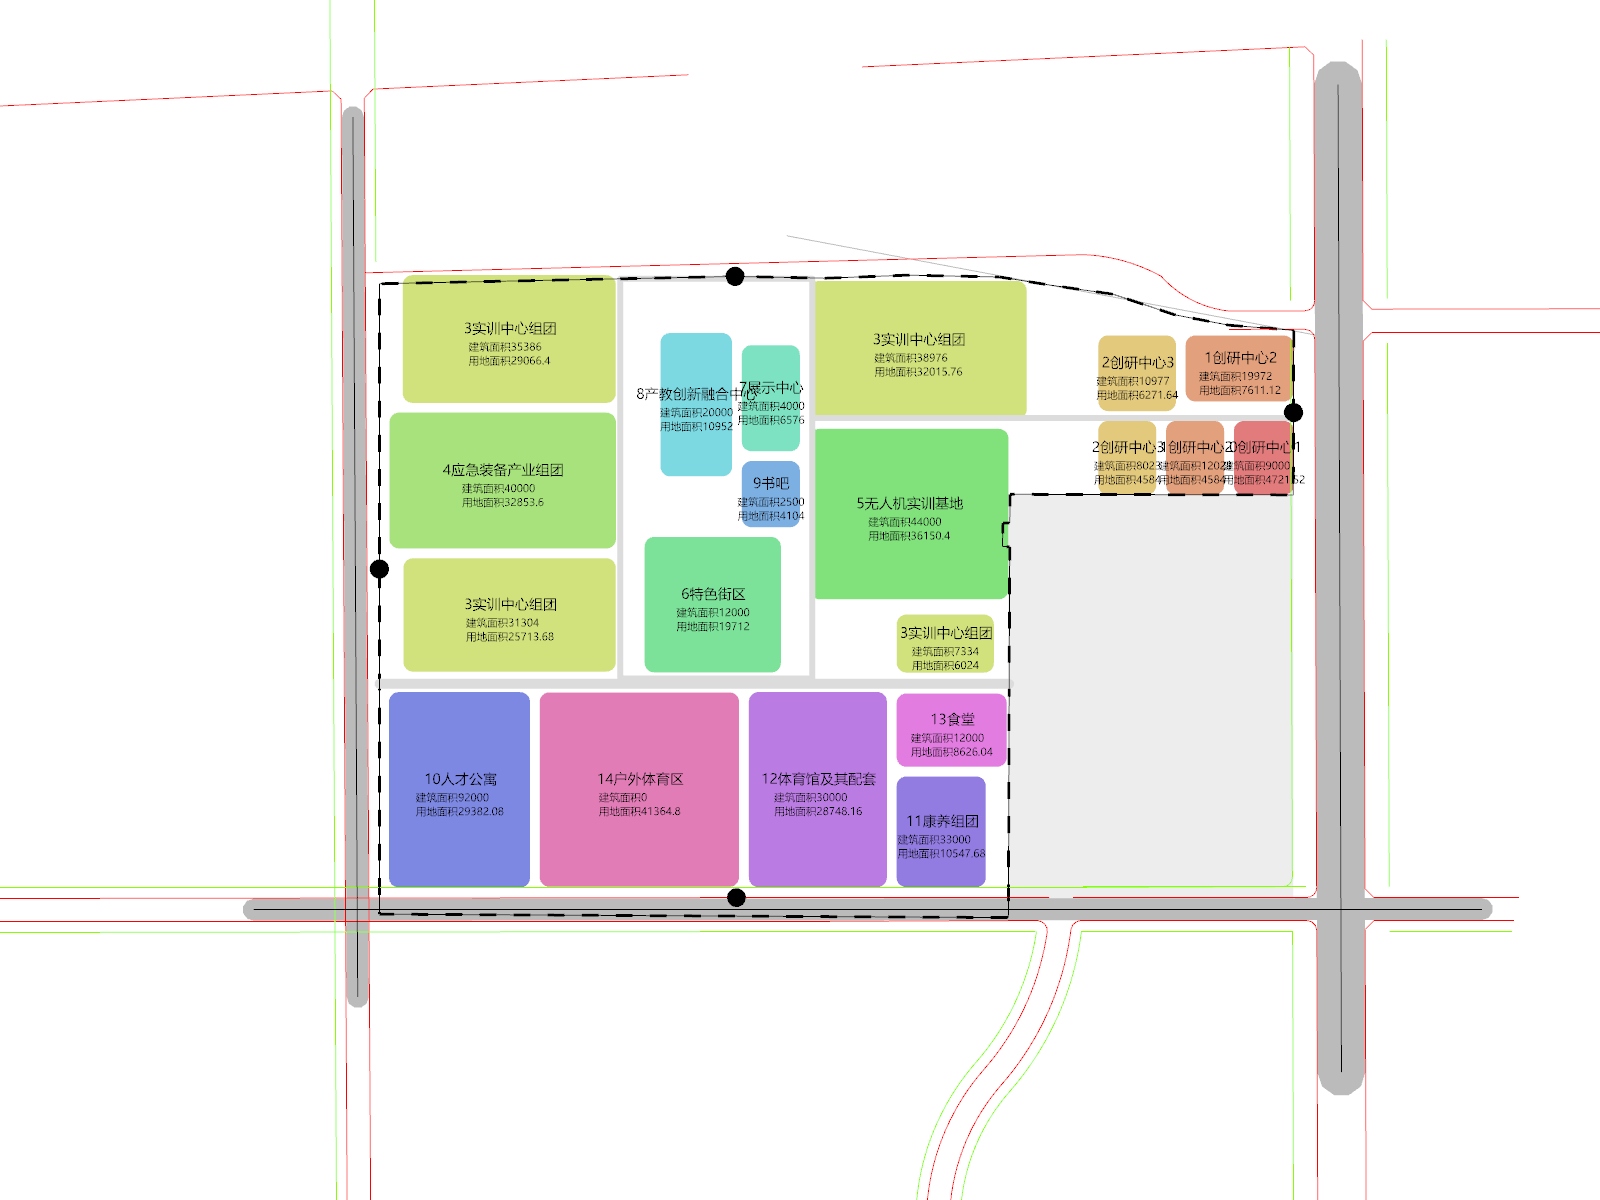 3实训中心组团
建筑面积35386
用地面积29066.4
3实训中心组团
建筑面积38976
用地面积32015.76
2创研中心3
建筑面积10977
用地面积6271.64
1创研中心2
建筑面积19972
用地面积7611.12
8产教创新融合中心
建筑面积20000
用地面积10952
7展示中心
建筑面积4000
用地面积6576
4应急装备产业组团
建筑面积40000
用地面积32853.6
9书吧
建筑面积2500
用地面积4104
5无人机实训基地
建筑面积44000
用地面积36150.4
2创研中心3
建筑面积8023
用地面积4584
1创研中心2
建筑面积12028
用地面积4584
0创研中心1
建筑面积9000
用地面积4721.52
3实训中心组团
建筑面积31304
用地面积25713.68
6特色街区
建筑面积12000
用地面积19712
3实训中心组团
建筑面积7334
用地面积6024
10人才公寓
建筑面积92000
用地面积29382.08
14户外体育区
建筑面积0
用地面积41364.8
12体育馆及其配套
建筑面积30000
用地面积28748.16
13食堂
建筑面积12000
用地面积8626.04
11康养组团
建筑面积33000
用地面积10547.68